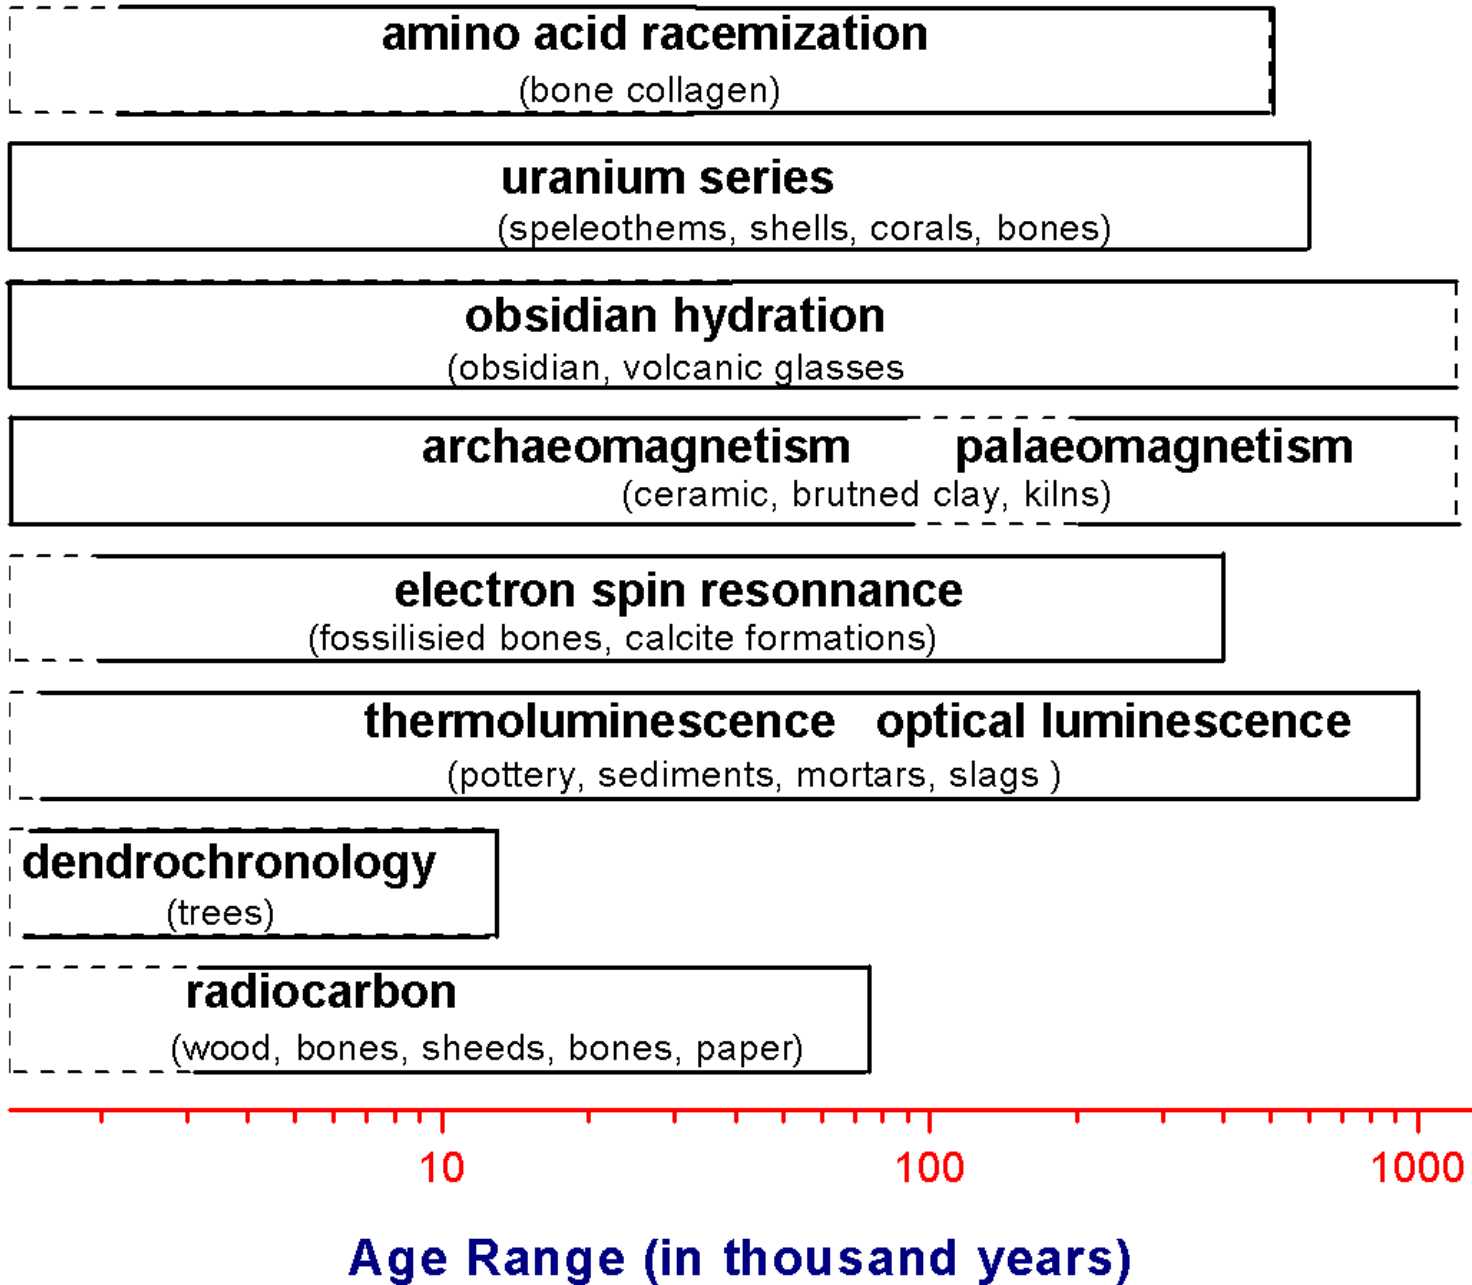 amino acid racemization
(bone collagen)
uranium series
(speleothems, shells, corals, bones)
obsidian hydration
(obsidian, volcanic glasses
archaeomagnetism palaeomagnetism
(ceramic, brutned clay, kilns)
electron spin resonnance
(fossilisied bones, calcite formations)
thermoluminescence optical luminescence
(pottery, sediments, mortars, slags )
dendrochronology
(trees)
radiocarbon
(wood, bones, sheeds, bones, paper)
10 100 1000
Age Range (in thousand years)